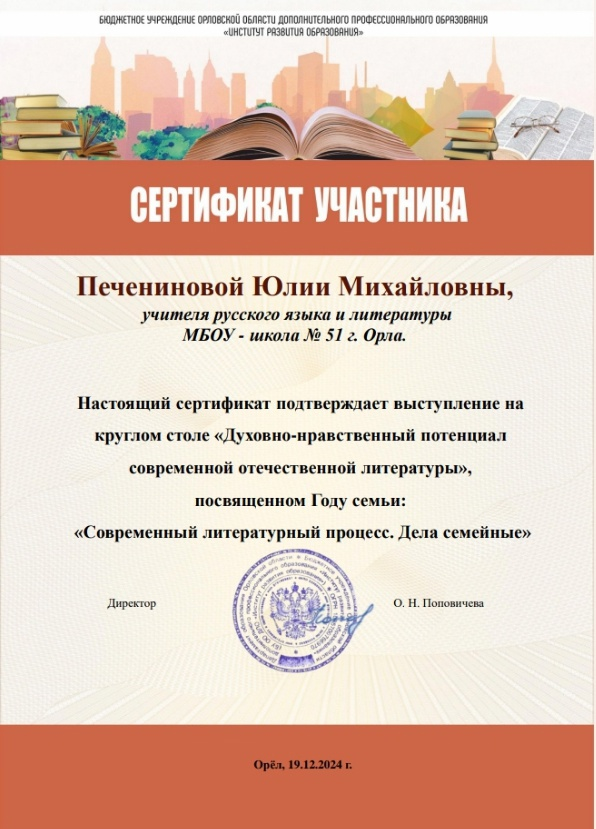 БЮДЖЕТНОЕ УЧРЕЖДЕНИЕ ОРЛОВСКОЙ ОБЛАСТИ ДОПОЛНИТЕЛЬНОГО ПРОФЕССИОНАЛЬНОГО ОБРАЗОВАНИЯ
«ИНСТИТУТ РАЗВИТИЯ ОБРАЗОВАНИЯ»
СЕРТИФИКАТ УЧАСТНИКА
Печениновой Юлии Михайловны,
учителя русского языка и литературы
МБОУ - школа № 51 г. Орла.
Настоящий сертификат подтверждает выступление на
круглом столе «Духовно-нравственный потенциал
современной отечественной литературы»,
посвященном Году семьи:
«Современный литературный процесс. Дела семейные»
Директор
О. Н. Поповичева
Орёл, 19.12.2024 г.